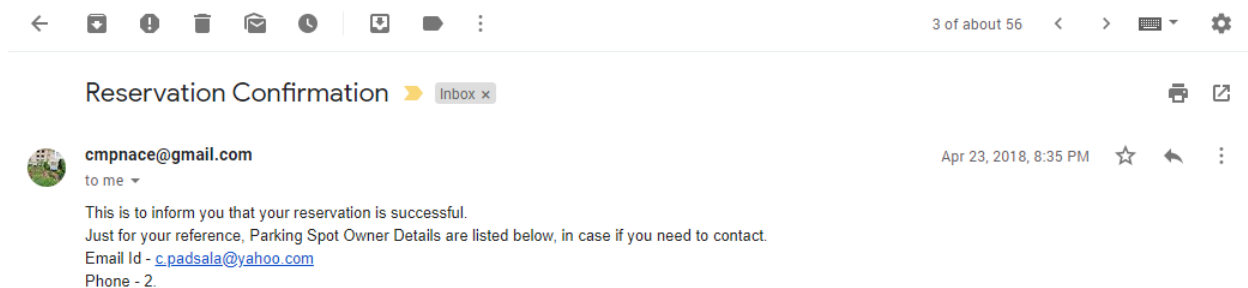 3 of about 56
Reservation Confirmation Inbox x
cmpnace@gmail.com Apr 23, 2018, 8:35 PM
to me
This is to inform you that your reservation is successful.
Just for your reference, Parking Spot Owner Details are listed below, in case if you need to contact.
Email Id - c.padsala@yahoo.com
Phone - 2.